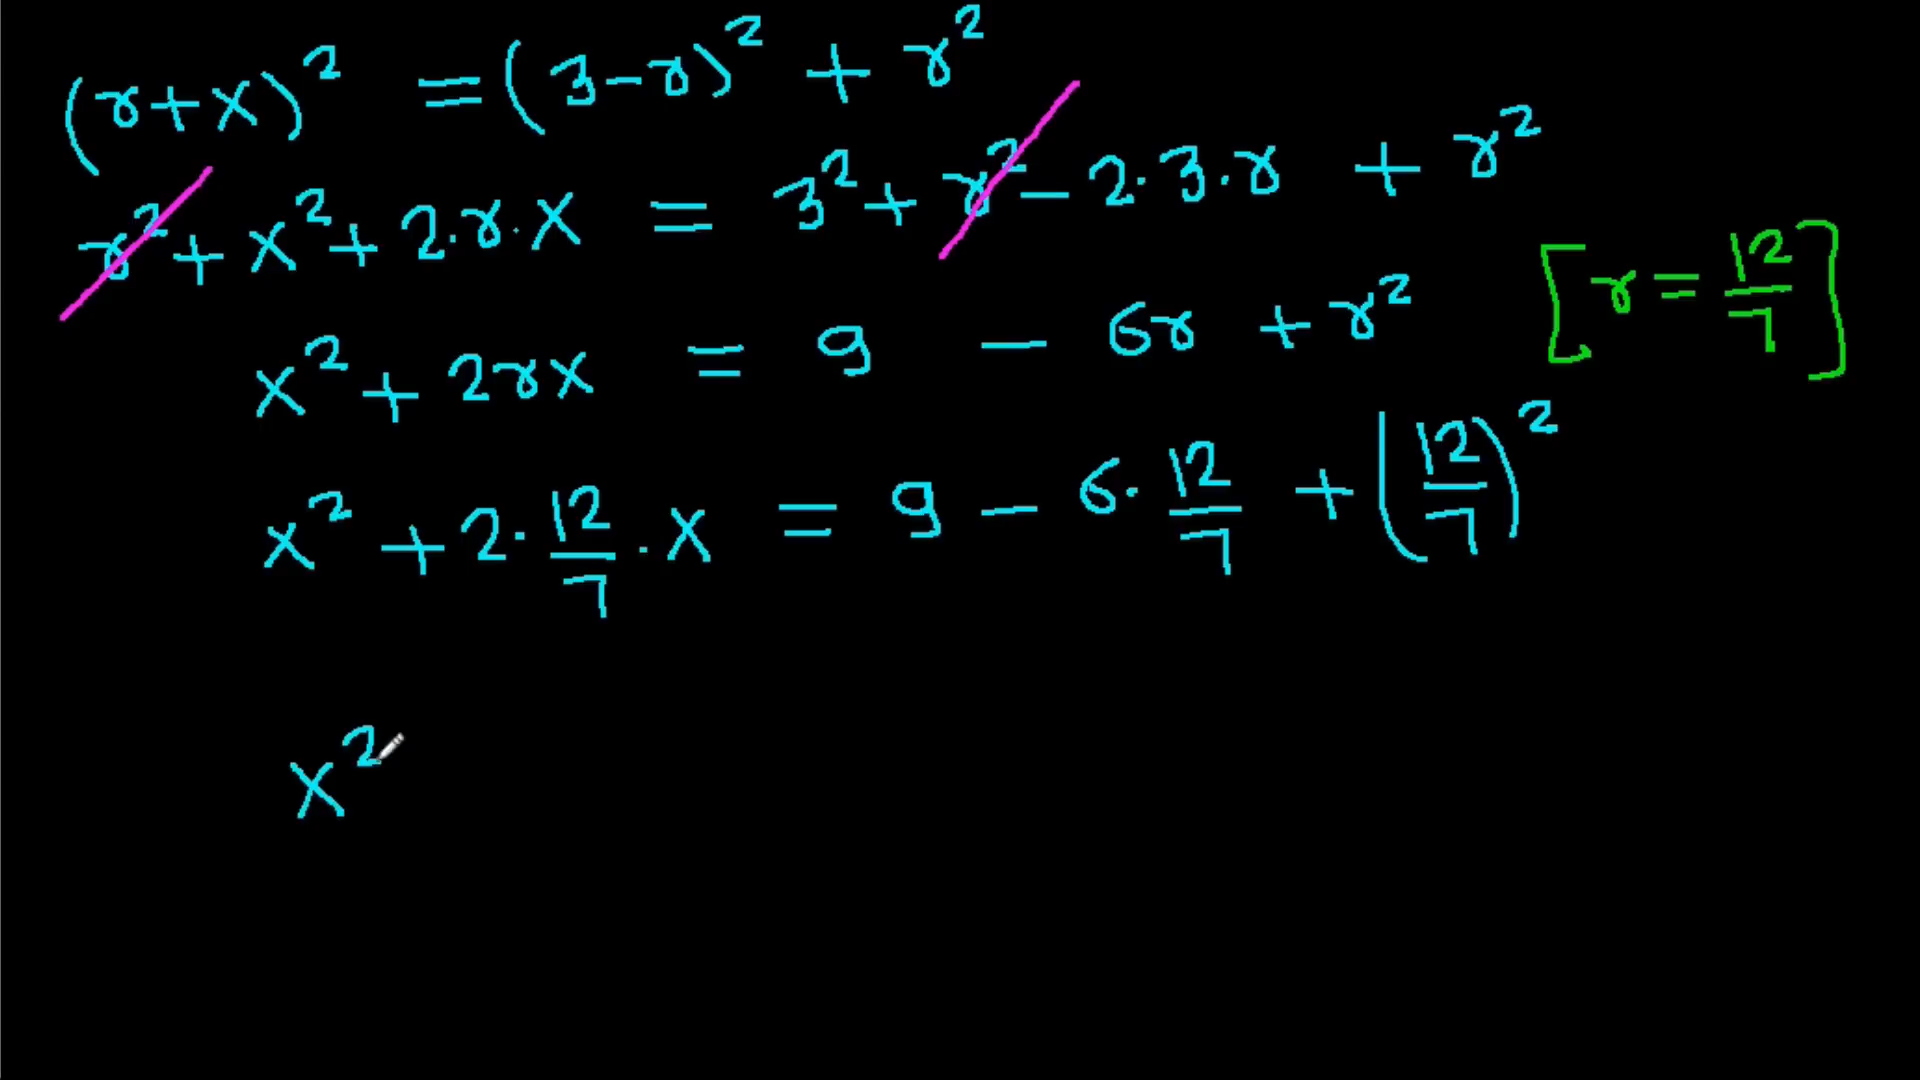 (r+x)² = (3-r)² + r²
r² + x² + 2·r·x = 3² + r² - 2·3·r + r²
[r = 12/7]
x² + 2rx = 9 - 6r + r²
x² + 2·12/7·x = 9 - 6·12/7 + (12/7)²
x²